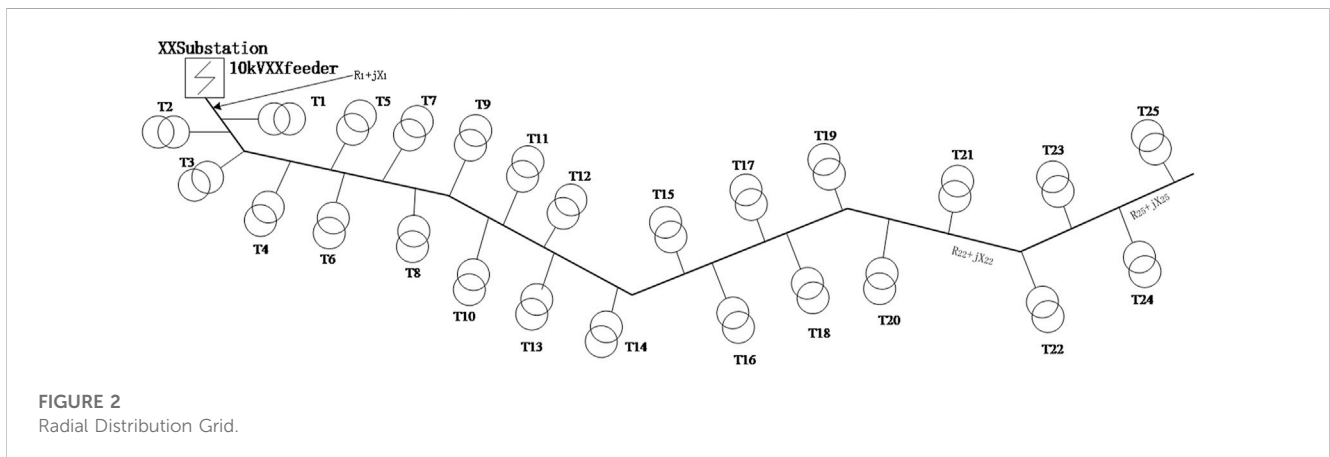 XXSubstation
10kVXXfeeder
R1+jX1
T1
T2
T3
T4
T5
T6
T7
T8
T9
T10
T11
T12
T13
T14
T15
T16
T17
T18
T19
T20
T21
R22+jX22
T22
T23
T24
T25
R25+jX25
FIGURE 2
Radial Distribution Grid.